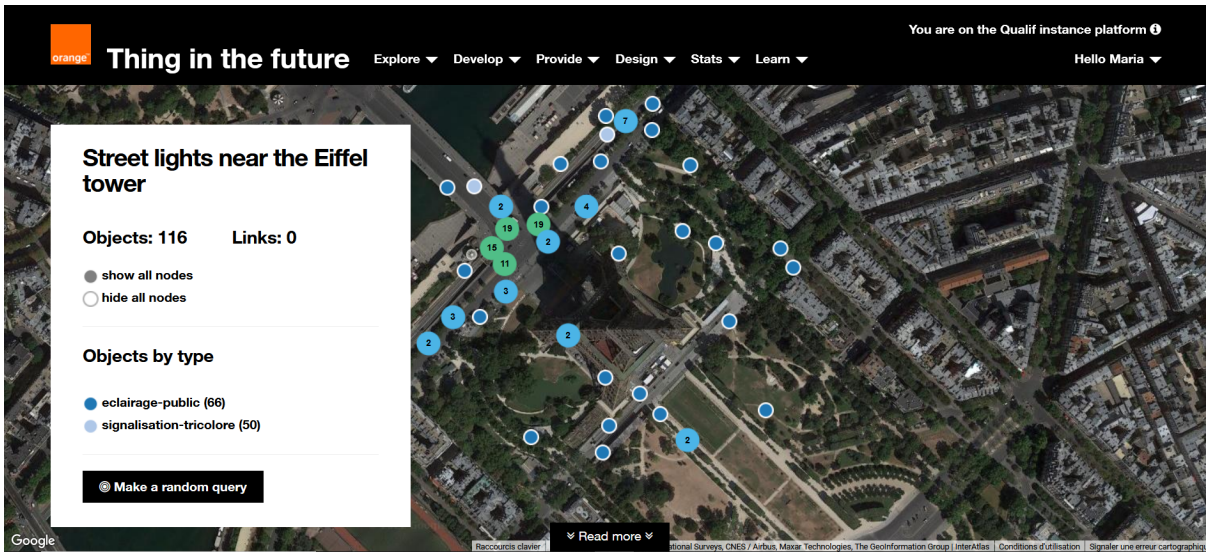 You are on the Qualif instance platform
orange™
Thing in the future
Explore
Develop
Provide
Design
Stats
Learn
Hello Maria
Street lights near the Eiffel
tower
Objects: 116
Links: 0
show all nodes
hide all nodes
Objects by type
eclairage-public (66)
signalisation-tricolore (50)
Make a random query
7
2
4
19
19
2
15
11
3
3
2
2
2
Google
Read more
Raccourcis clavier
ational Surveys, CNES / Airbus, Maxar Technologies, The GeoInformation Group | InterAtlas
Conditions d'utilisation
Signaler une erreur cartographiqu